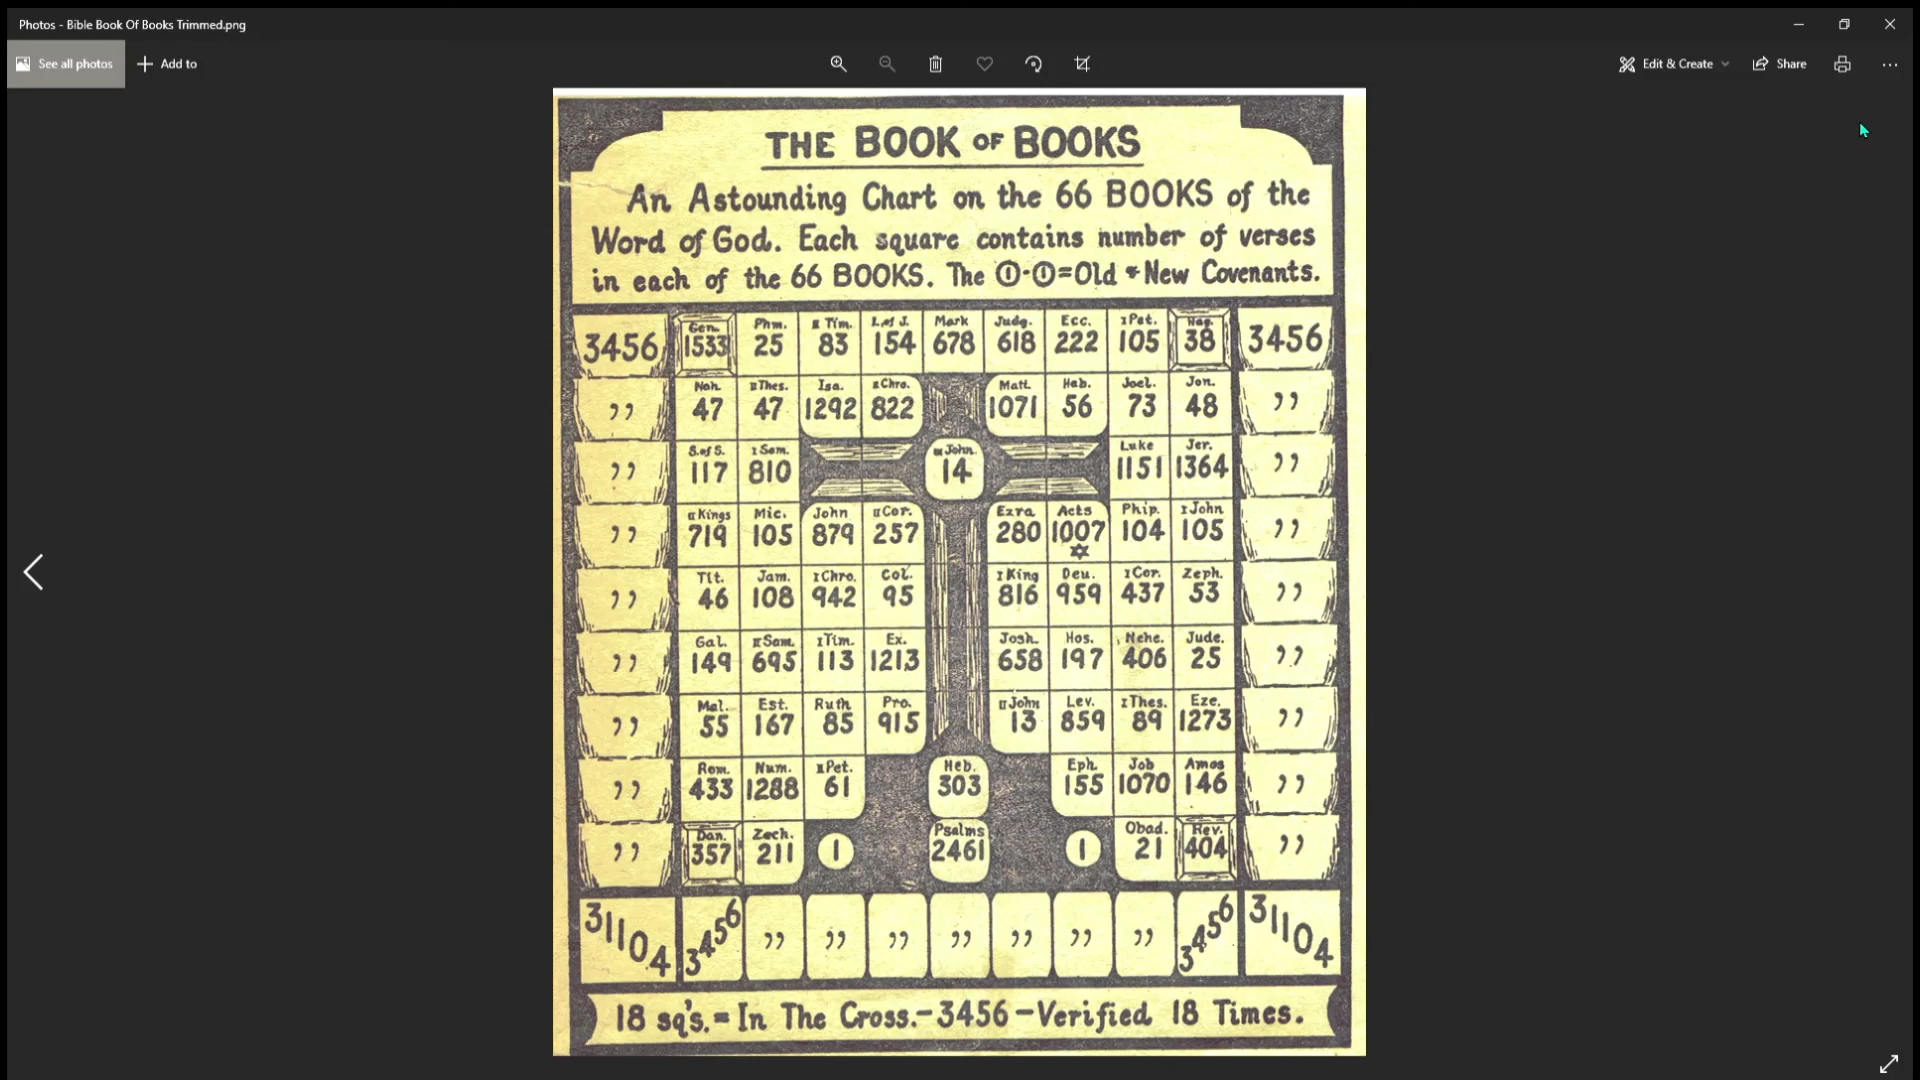 Photos - Bible Book Of Books Trimmed.png
See all photos
Add to
Edit & Create
Share
THE BOOK OF BOOKS
An Astounding Chart on the 66 BOOKS of the
Word of God. Each square contains number of verses
in each of the 66 BOOKS. The ①-①=Old & New Covenants.
Gen. Phm. II Tim. L. of J. Mark Judg. Ecc. I Pet. Hag.
3456 1533 25 83 154 678 618 222 105 38 3456
Nah. II Thes. Isa. II Chro. Matt. Hab. Joel. Jon.
" 47 47 1292 822 1071 56 73 48 "
S. of S. I Sam. III John Luke Jer.
" 117 810 14 1151 1364 "
II Kings Mic. John II Cor. Ezra Acts Phip. I John
" 719 105 879 257 280 1007 104 105 "
✡
Tit. Jam. I Chro. Col. I King Deu. I Cor. Zeph.
" 46 108 942 95 816 959 437 53 "
Gal. II Sam. I Tim. Ex. Josh. Hos. Nehe. Jude.
" 149 695 113 1213 658 197 406 25 "
Mal. Est. Ruth Pro. II John Lev. I Thes. Eze.
" 55 167 85 915 13 859 89 1273 "
Rom. Num. II Pet. Heb. Eph. Job Amos
" 433 1288 61 303 155 1070 146 "
Dan. Zech. Psalms Obad. Rev.
" 357 211 1 2461 1 21 404 "
31104 3456 " " " " " " " 3456 31104
18 sq's. = In The Cross.-3456-Verified 18 Times.